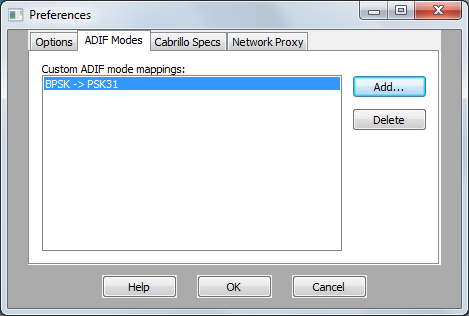 Preferences
Options ADIF Modes Cabrillo Specs Network Proxy
Custom ADIF mode mappings:
BPSK -> PSK31
Add...
Delete
Help OK Cancel